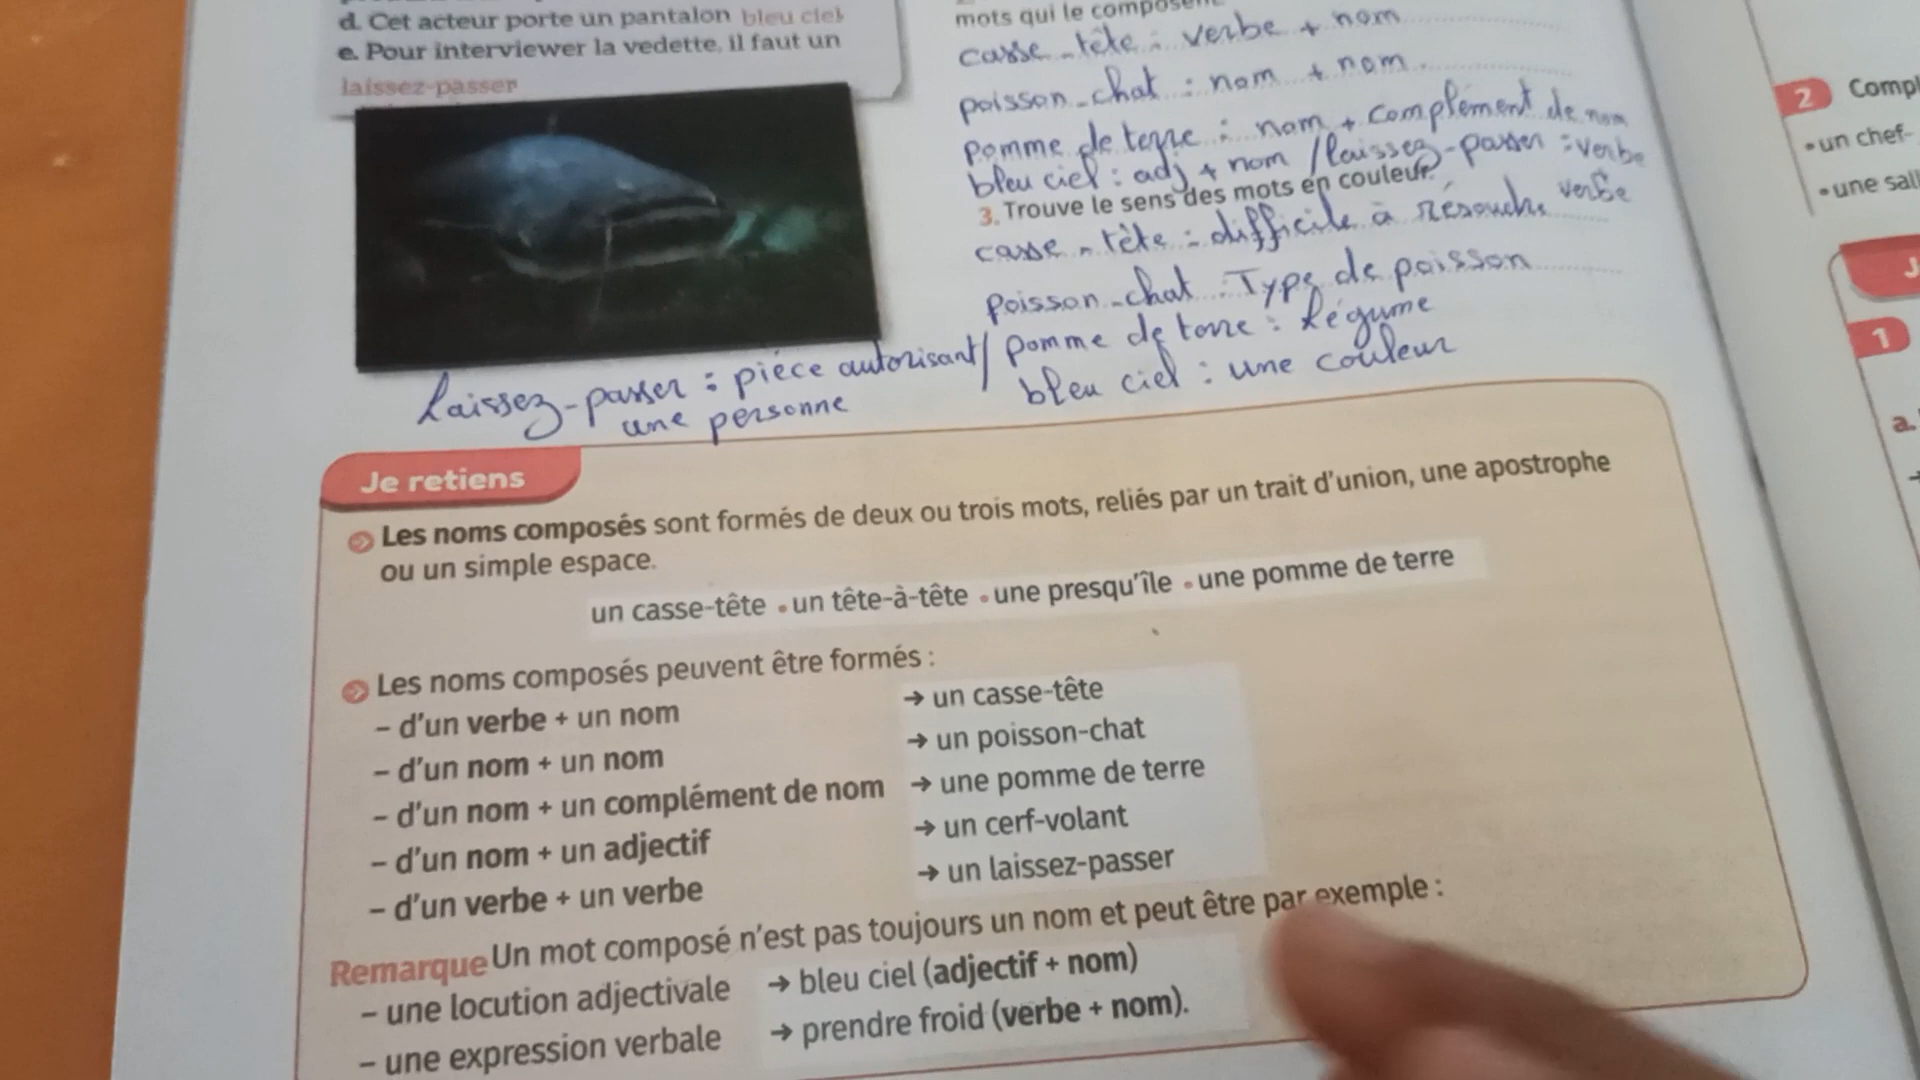 d. Cet acteur porte un pantalon bleu ciel
e. Pour interviewer la vedette, il faut un
laissez-passer
mots qui le composent
casse-tête : verbe + nom
poisson-chat : nom + nom
pomme de terre : nom + complément de nom
bleu ciel : adj + nom / laissez-passer : verbe
verbe
3. Trouve le sens des mots en couleur.
casse-tête : difficile à
poisson-chat : Type de poisson
pomme de terre : légume
bleu ciel : une couleur
Laissez-passer : pièce autorisant /
une personne
Je retiens
Les noms composés sont formés de deux ou trois mots, reliés par un trait d'union, une apostrophe
ou un simple espace.
un casse-tête • un tête-à-tête • une presqu'île • une pomme de terre
Les noms composés peuvent être formés :
– d'un verbe + un nom → un casse-tête
– d'un nom + un nom → un poisson-chat
– d'un nom + un complément de nom → une pomme de terre
– d'un nom + un adjectif → un cerf-volant
– d'un verbe + un verbe → un laissez-passer
Remarque Un mot composé n'est pas toujours un nom et peut être par exemple :
– une locution adjectivale → bleu ciel (adjectif + nom)
– une expression verbale → prendre froid (verbe + nom).
2 Compl
• un chef-
• une sall
J
1
a.